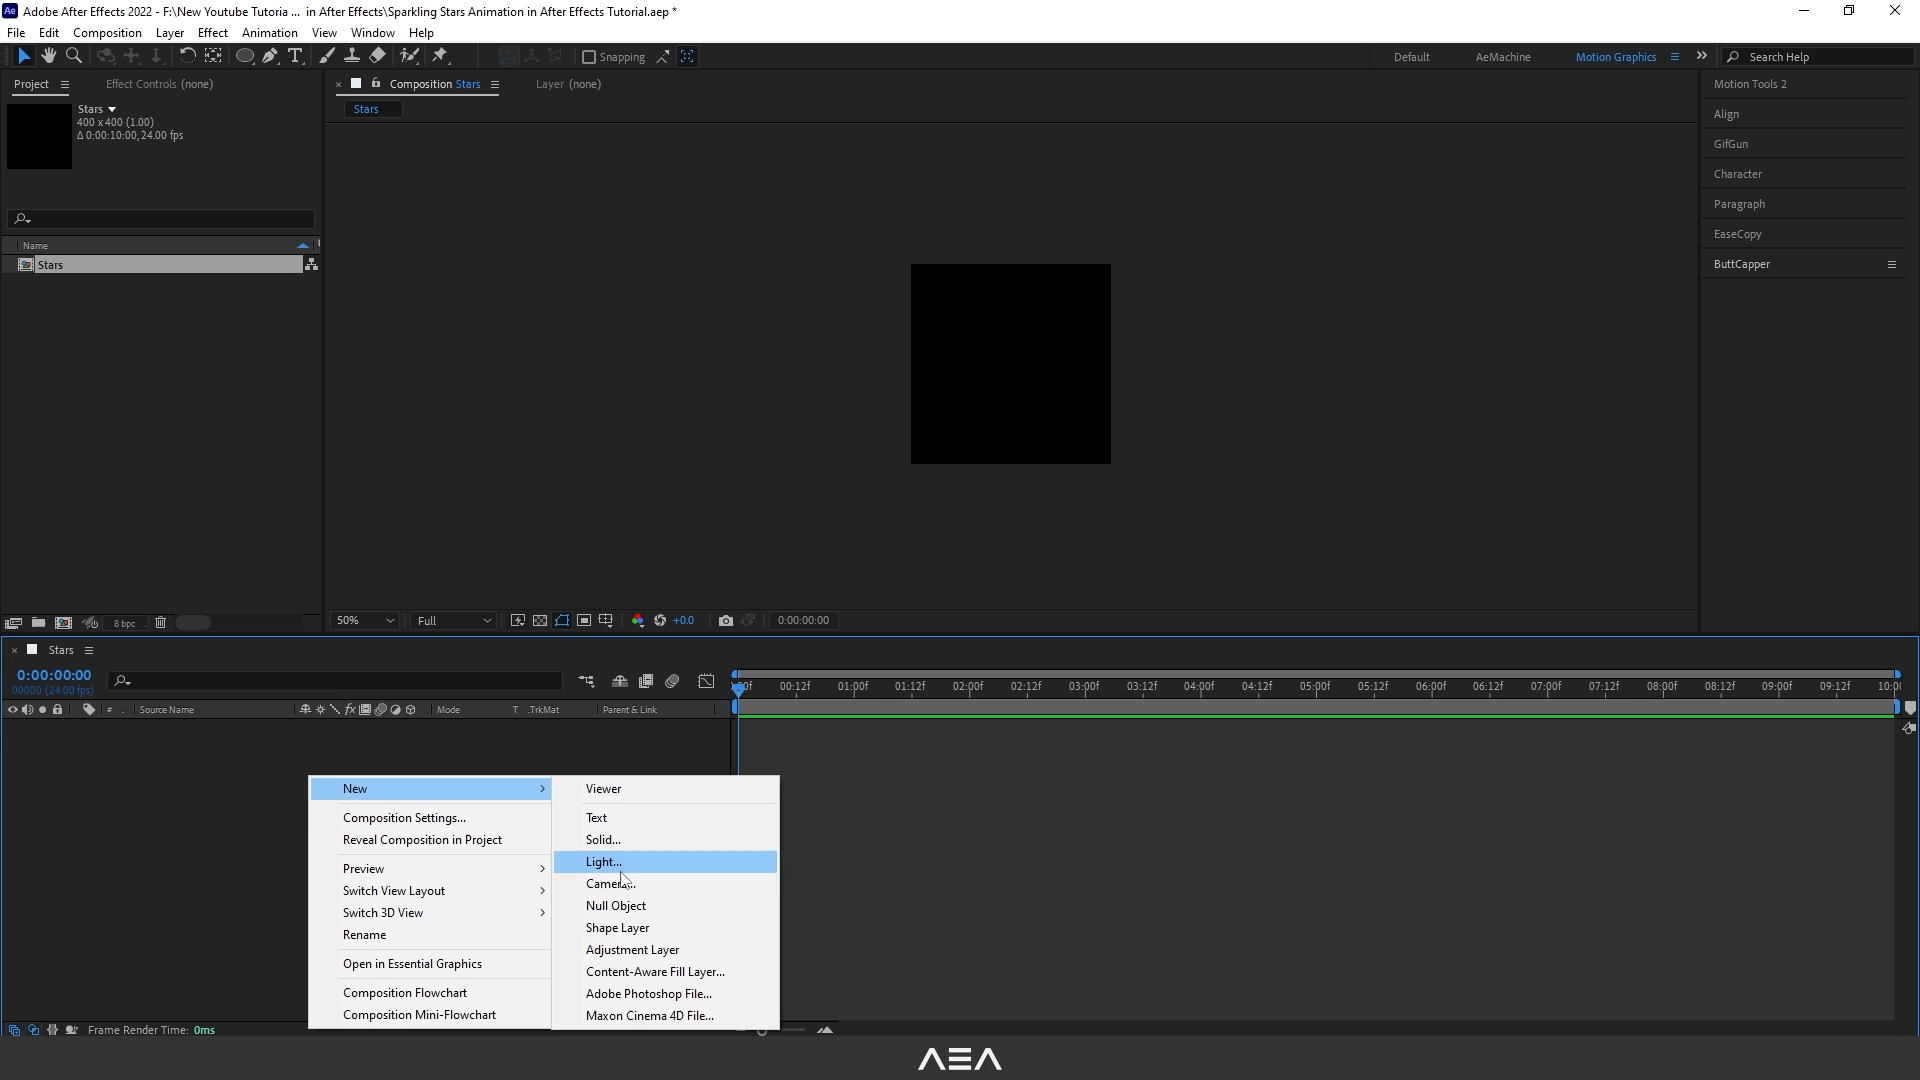 Ae Adobe After Effects 2022 - F:\New Youtube Tutoria ... in After Effects\Sparkling Stars Animation in After Effects Tutorial.aep *
File Edit Composition Layer Effect Animation View Window Help
Snapping Default AeMachine Motion Graphics Search Help
Project Effect Controls (none) Composition Stars Layer (none) Motion Tools 2
Stars
400 x 400 (1.00)
Δ 0:00:10:00, 24.00 fps
Stars
Align
GifGun
Character
Paragraph
EaseCopy
ButtCapper
Name
Stars
8 bpc 50% Full +0.0 0:00:00:00
Stars
0:00:00:00
00000 (24.00 fps)
00:12f 01:00f 01:12f 02:00f 02:12f 03:00f 03:12f 04:00f 04:12f 05:00f 05:12f 06:00f 06:12f 07:00f 07:12f 08:00f 08:12f 09:00f 09:12f
# Source Name Mode T .TrkMat Parent & Link
New
Composition Settings...
Reveal Composition in Project
Preview
Switch View Layout
Switch 3D View
Rename
Open in Essential Graphics
Composition Flowchart
Composition Mini-Flowchart
Viewer
Text
Solid...
Light...
Null Object
Shape Layer
Adjustment Layer
Content-Aware Fill Layer...
Adobe Photoshop File...
Maxon Cinema 4D File...
Frame Render Time: 0ms